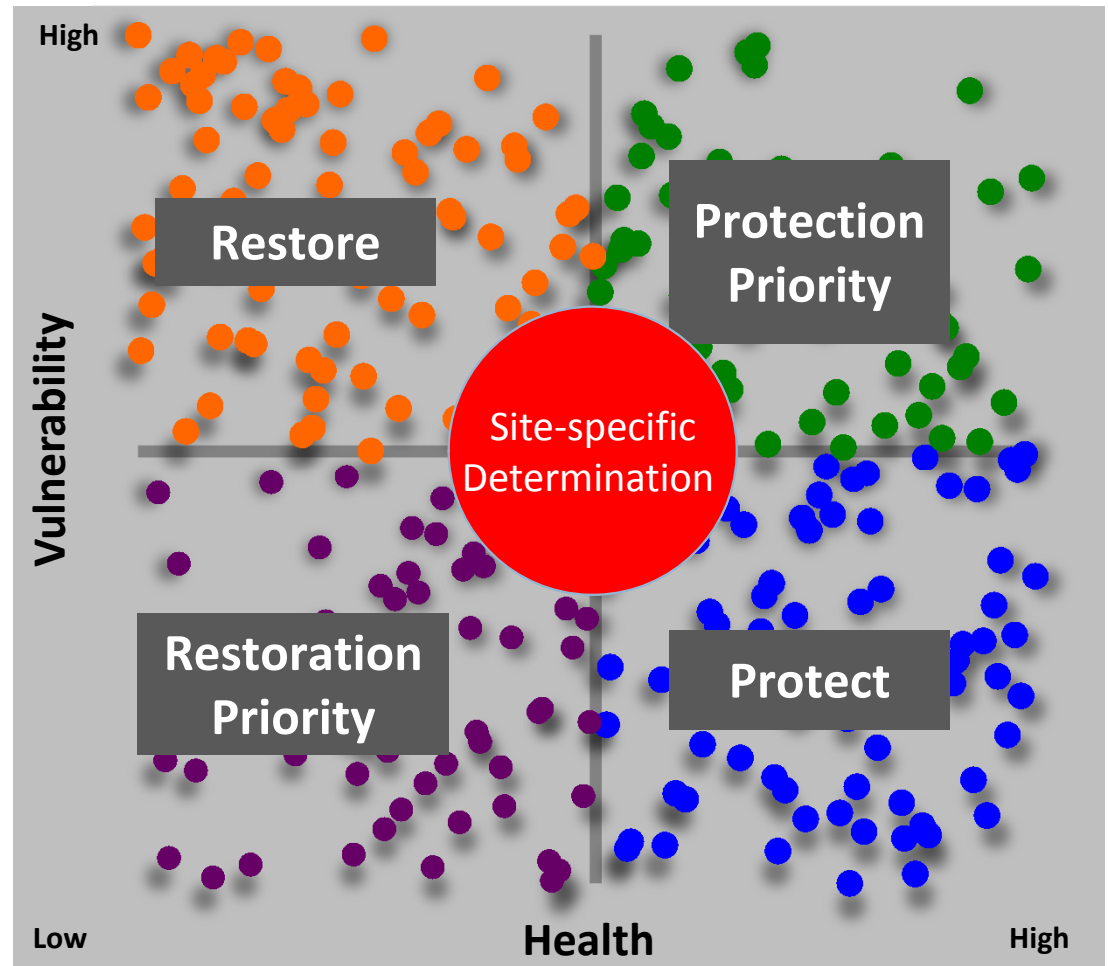 High
Restore
Protection
Priority
Vulnerability
Site-specific
Determination
Restoration
Priority
Protect
Low
Health
High